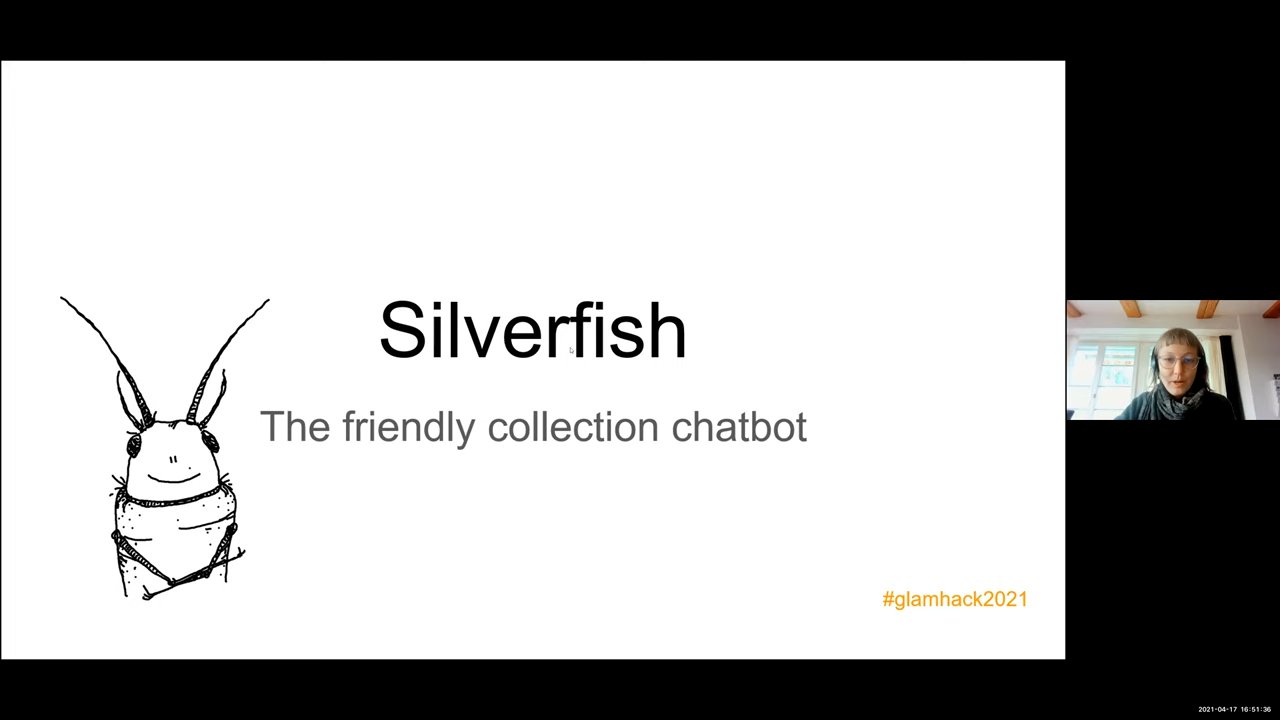 Silverfish
The friendly collection chatbot
#glamhack2021
2021-04-17 16:51:36